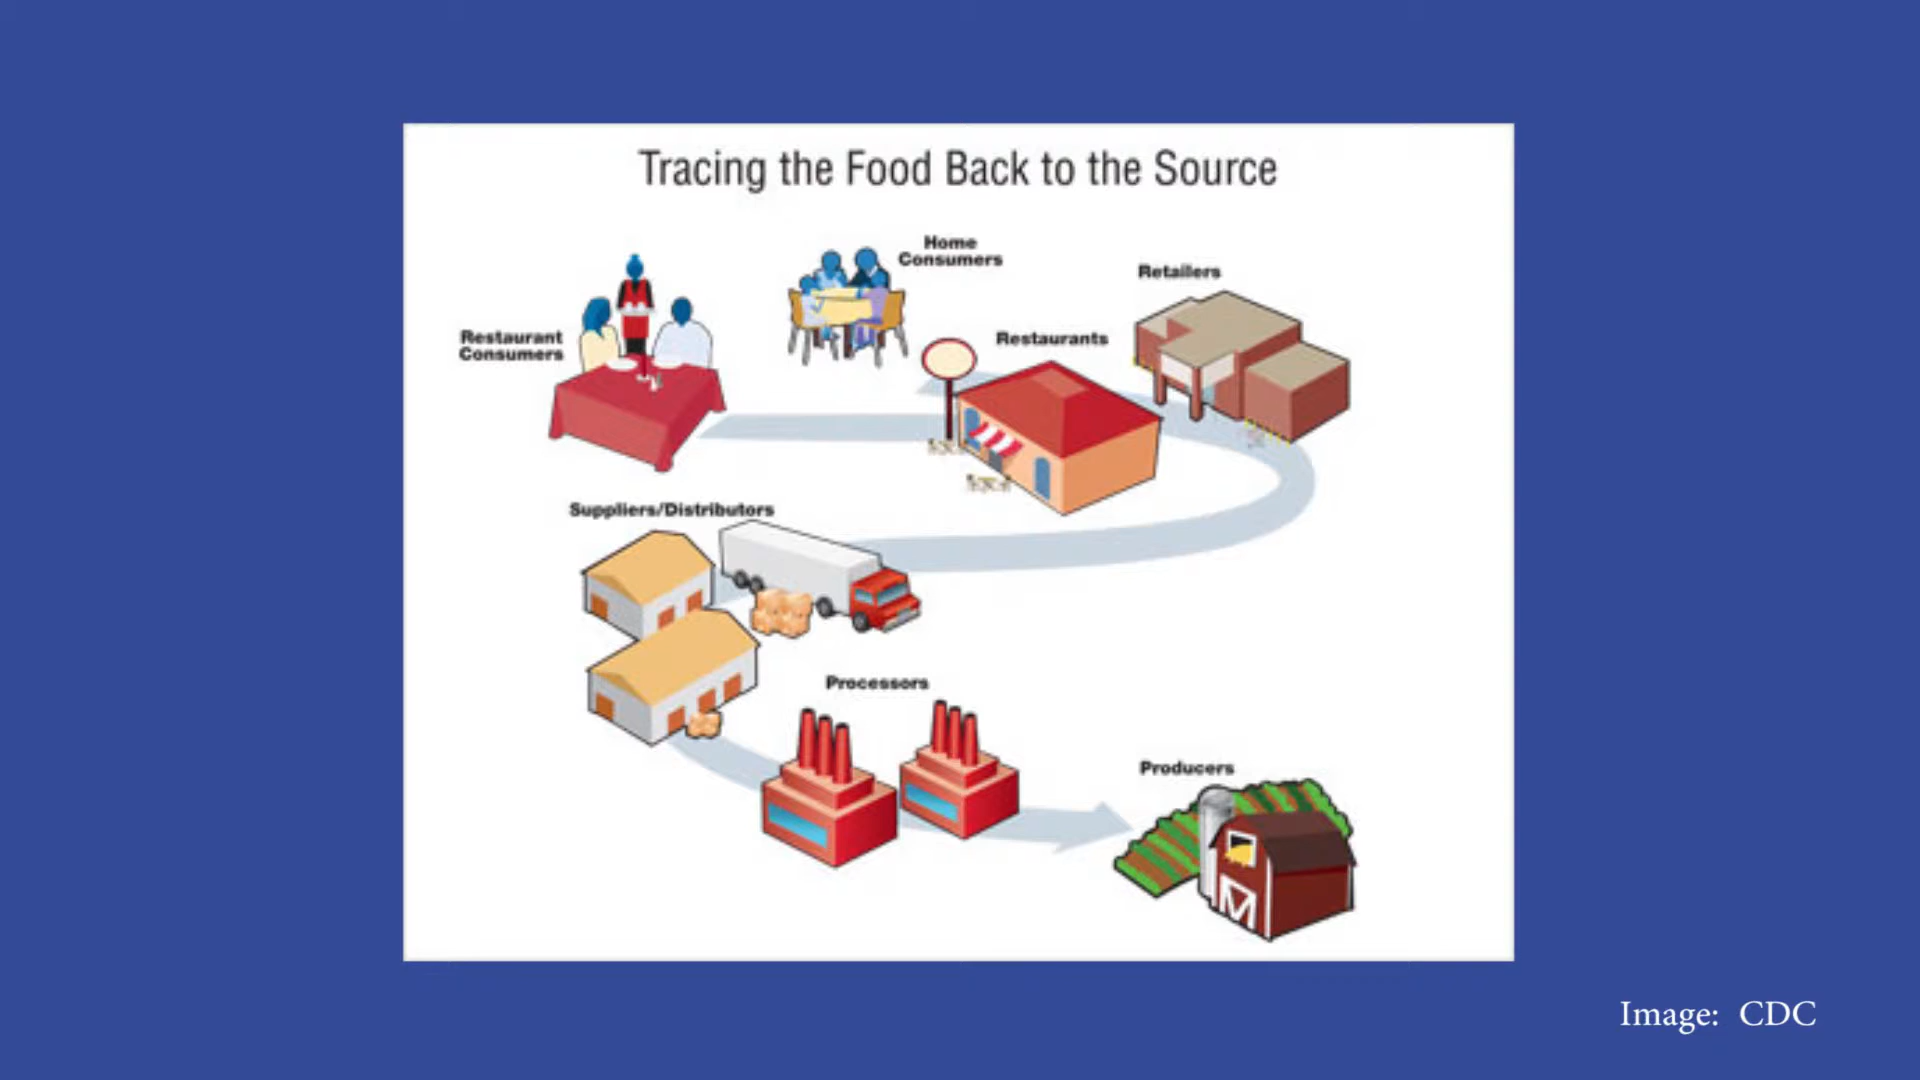 Tracing the Food Back to the Source
Home
Consumers
Retailers
Restaurant
Consumers
Restaurants
Suppliers/Distributors
Processors
Producers
Image: CDC